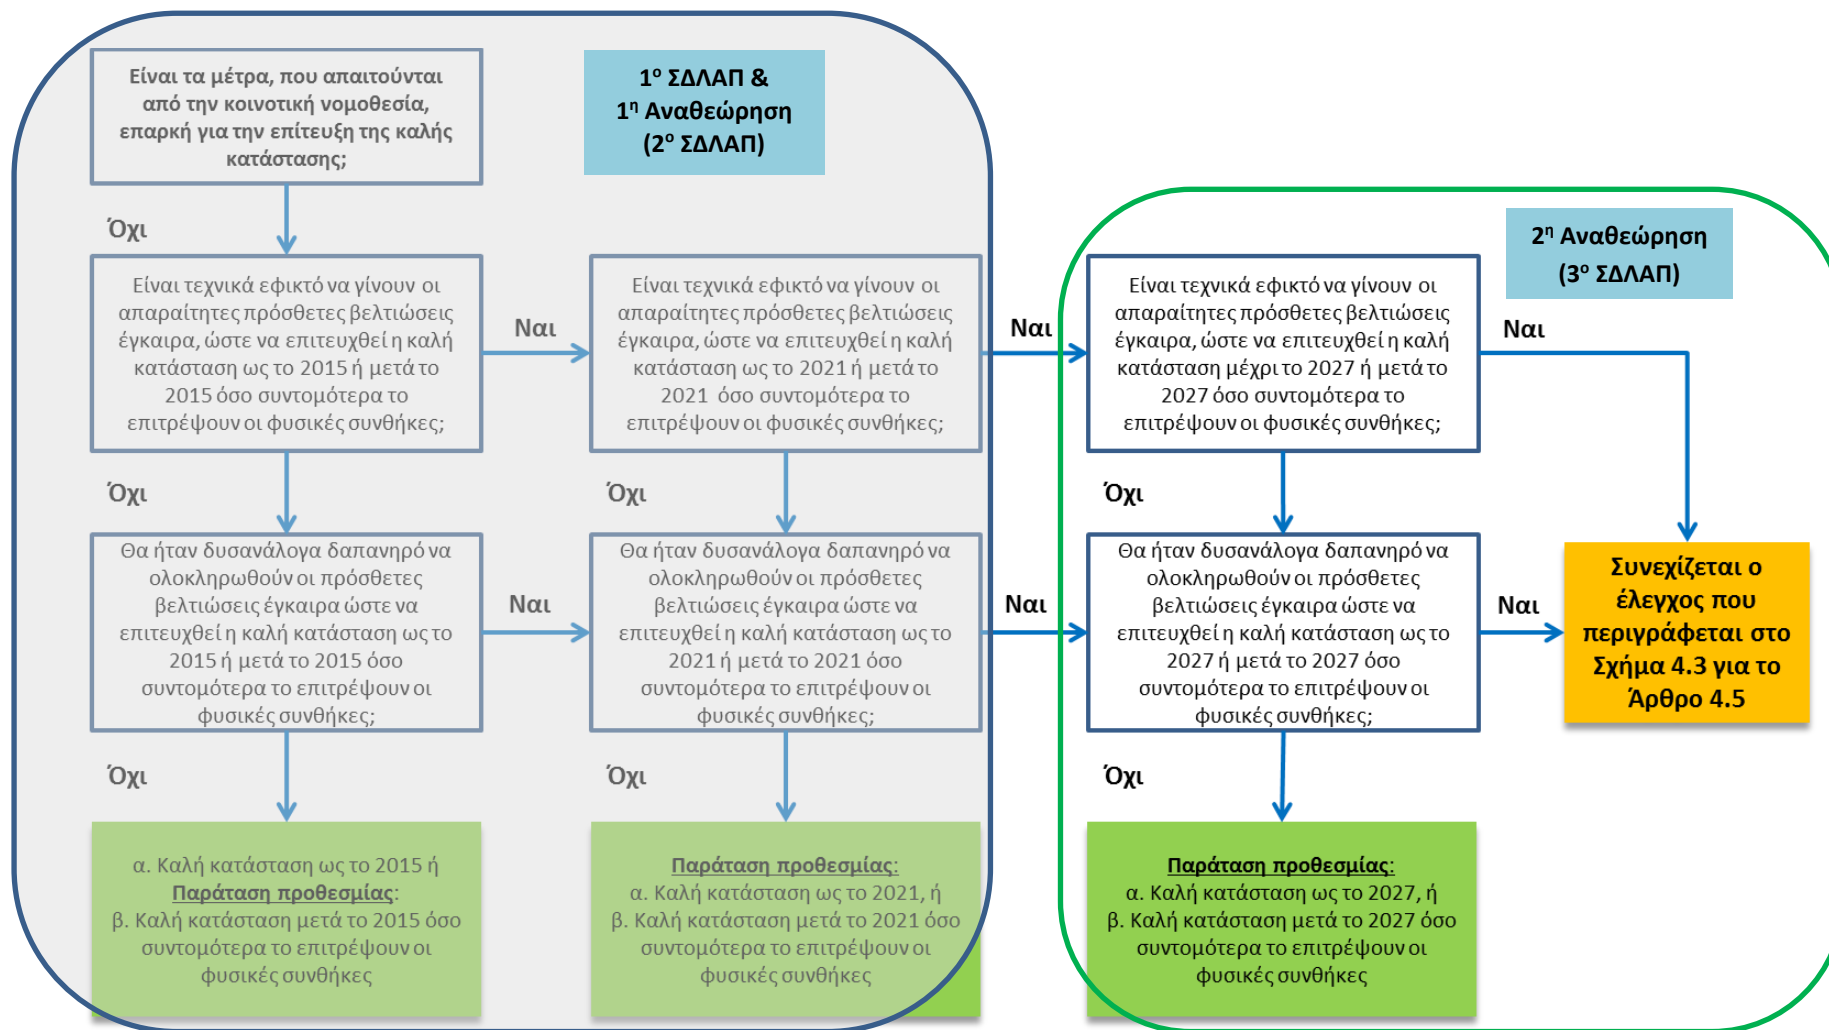 Είναι τα μέτρα, που απαιτούνται
από την κοινοτική νομοθεσία,
επαρκή για την επίτευξη της καλής
κατάστασης;
1ο ΣΔΛΑΠ &
1η Αναθεώρηση
(2ο ΣΔΛΑΠ)
2η Αναθεώρηση
(3ο ΣΔΛΑΠ)
Όχι
Είναι τεχνικά εφικτό να γίνουν οι
απαραίτητες πρόσθετες βελτιώσεις
έγκαιρα, ώστε να επιτευχθεί η καλή
κατάσταση ως το 2015 ή μετά το
2015 όσο συντομότερα το
επιτρέψουν οι φυσικές συνθήκες;
Ναι
Είναι τεχνικά εφικτό να γίνουν οι
απαραίτητες πρόσθετες βελτιώσεις
έγκαιρα, ώστε να επιτευχθεί η καλή
κατάσταση ως το 2021 ή μετά το
2021 όσο συντομότερα το
επιτρέψουν οι φυσικές συνθήκες;
Ναι
Είναι τεχνικά εφικτό να γίνουν οι
απαραίτητες πρόσθετες βελτιώσεις
έγκαιρα, ώστε να επιτευχθεί η καλή
κατάσταση μέχρι το 2027 ή μετά το
2027 όσο συντομότερα το
επιτρέψουν οι φυσικές συνθήκες;
Ναι
Όχι
Όχι
Όχι
Θα ήταν δυσανάλογα δαπανηρό να
ολοκληρωθούν οι πρόσθετες
βελτιώσεις έγκαιρα ώστε να
επιτευχθεί η καλή κατάσταση ως το
2015 ή μετά το 2015 όσο
συντομότερα το επιτρέψουν οι
φυσικές συνθήκες;
Ναι
Θα ήταν δυσανάλογα δαπανηρό να
ολοκληρωθούν οι πρόσθετες
βελτιώσεις έγκαιρα ώστε να
επιτευχθεί η καλή κατάσταση ως το
2021 ή μετά το 2021 όσο
συντομότερα το επιτρέψουν οι
φυσικές συνθήκες;
Ναι
Θα ήταν δυσανάλογα δαπανηρό να
ολοκληρωθούν οι πρόσθετες
βελτιώσεις έγκαιρα ώστε να
επιτευχθεί η καλή κατάσταση ως το
2027 ή μετά το 2027 όσο
συντομότερα το επιτρέψουν οι
φυσικές συνθήκες;
Ναι
Συνεχίζεται ο
έλεγχος που
περιγράφεται στο
Σχήμα 4.3 για το
Άρθρο 4.5
Όχι
Όχι
Όχι
α. Καλή κατάσταση ως το 2015 ή
Παράταση προθεσμίας:
β. Καλή κατάσταση μετά το 2015 όσο
συντομότερα το επιτρέψουν οι
φυσικές συνθήκες
Παράταση προθεσμίας:
α. Καλή κατάσταση ως το 2021, ή
β. Καλή κατάσταση μετά το 2021 όσο
συντομότερα το επιτρέψουν οι
φυσικές συνθήκες
Παράταση προθεσμίας:
α. Καλή κατάσταση ως το 2027, ή
β. Καλή κατάσταση μετά το 2027 όσο
συντομότερα το επιτρέψουν οι
φυσικές συνθήκες